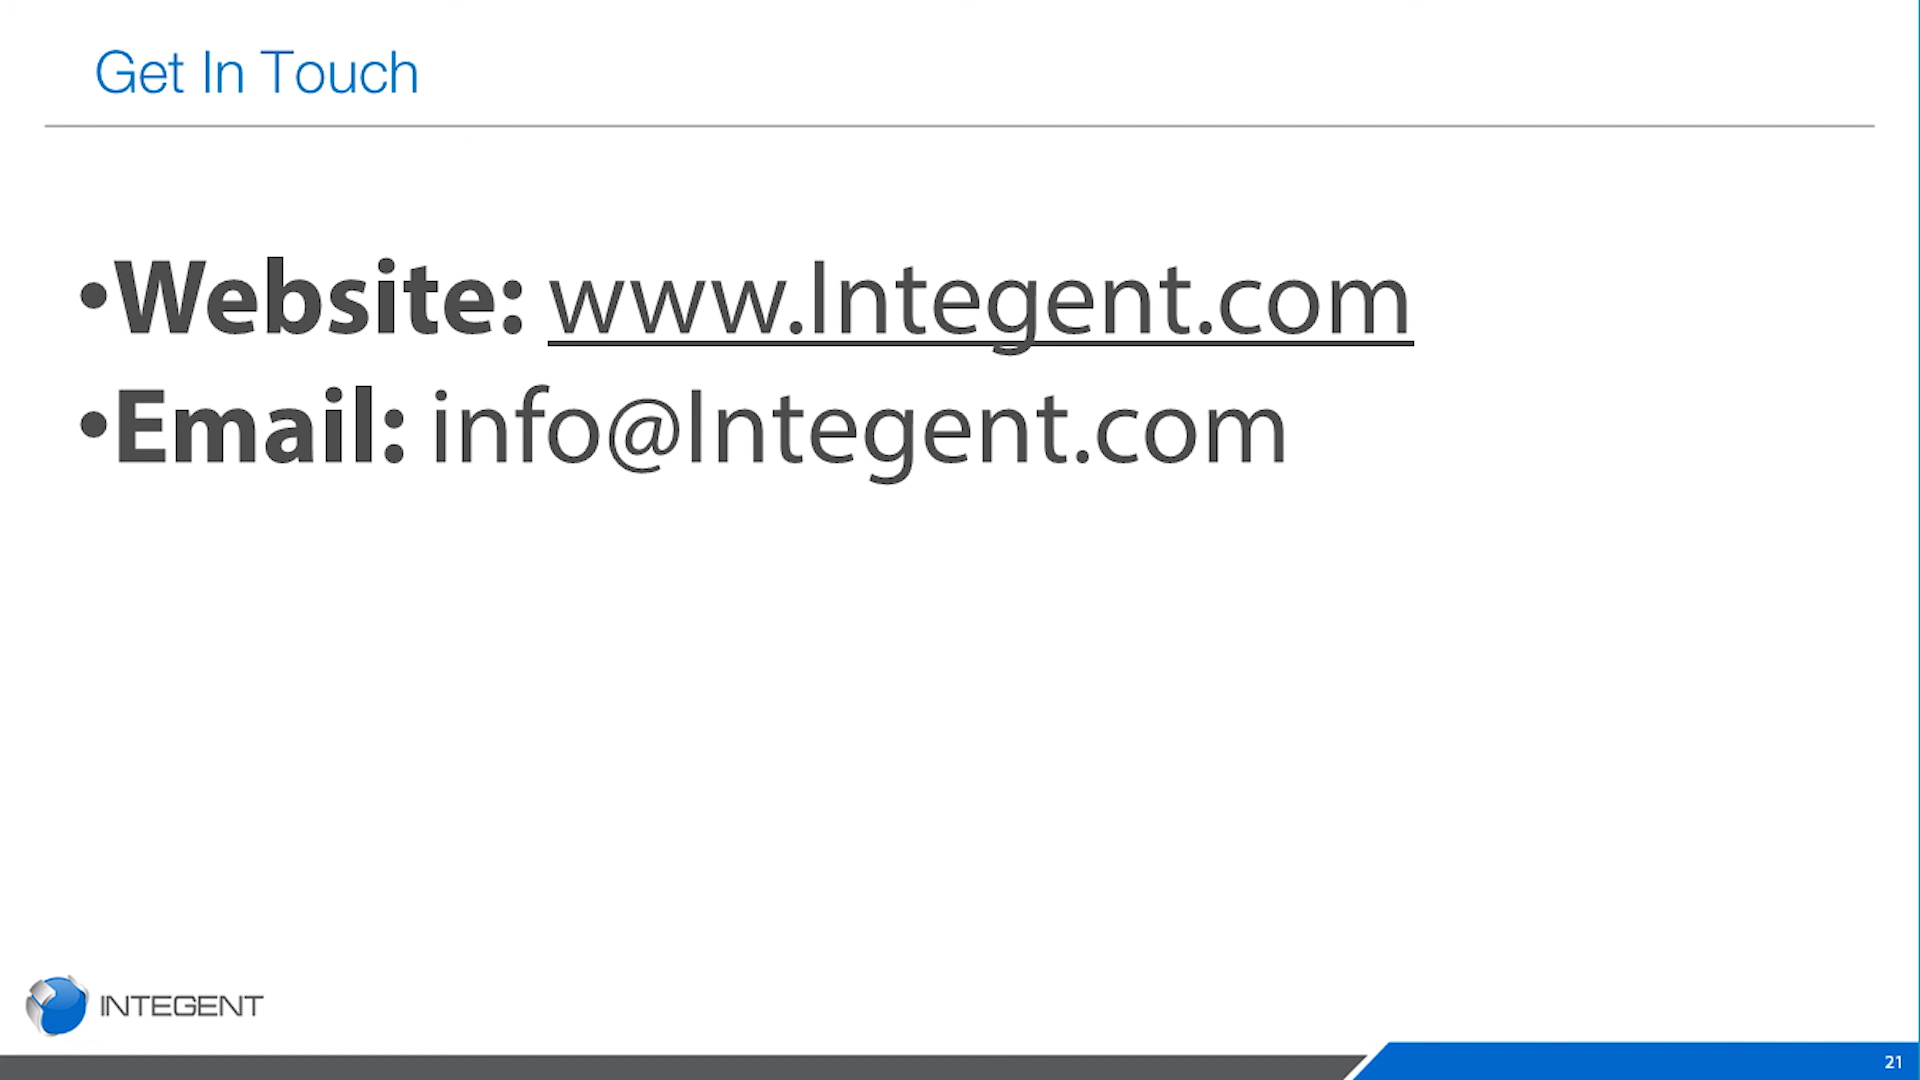 Get In Touch
•Website: www.Integent.com
•Email: info@Integent.com
INTEGENT
21